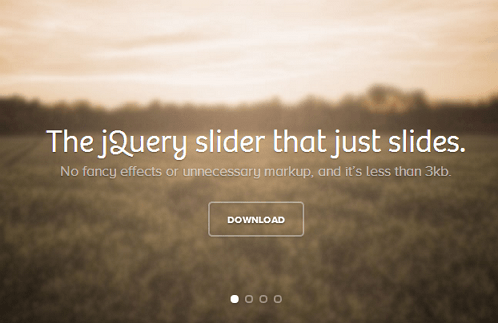 The jQuery slider that just slides.
No fancy effects or unnecessary markup, and it's less than 3kb.
DOWNLOAD